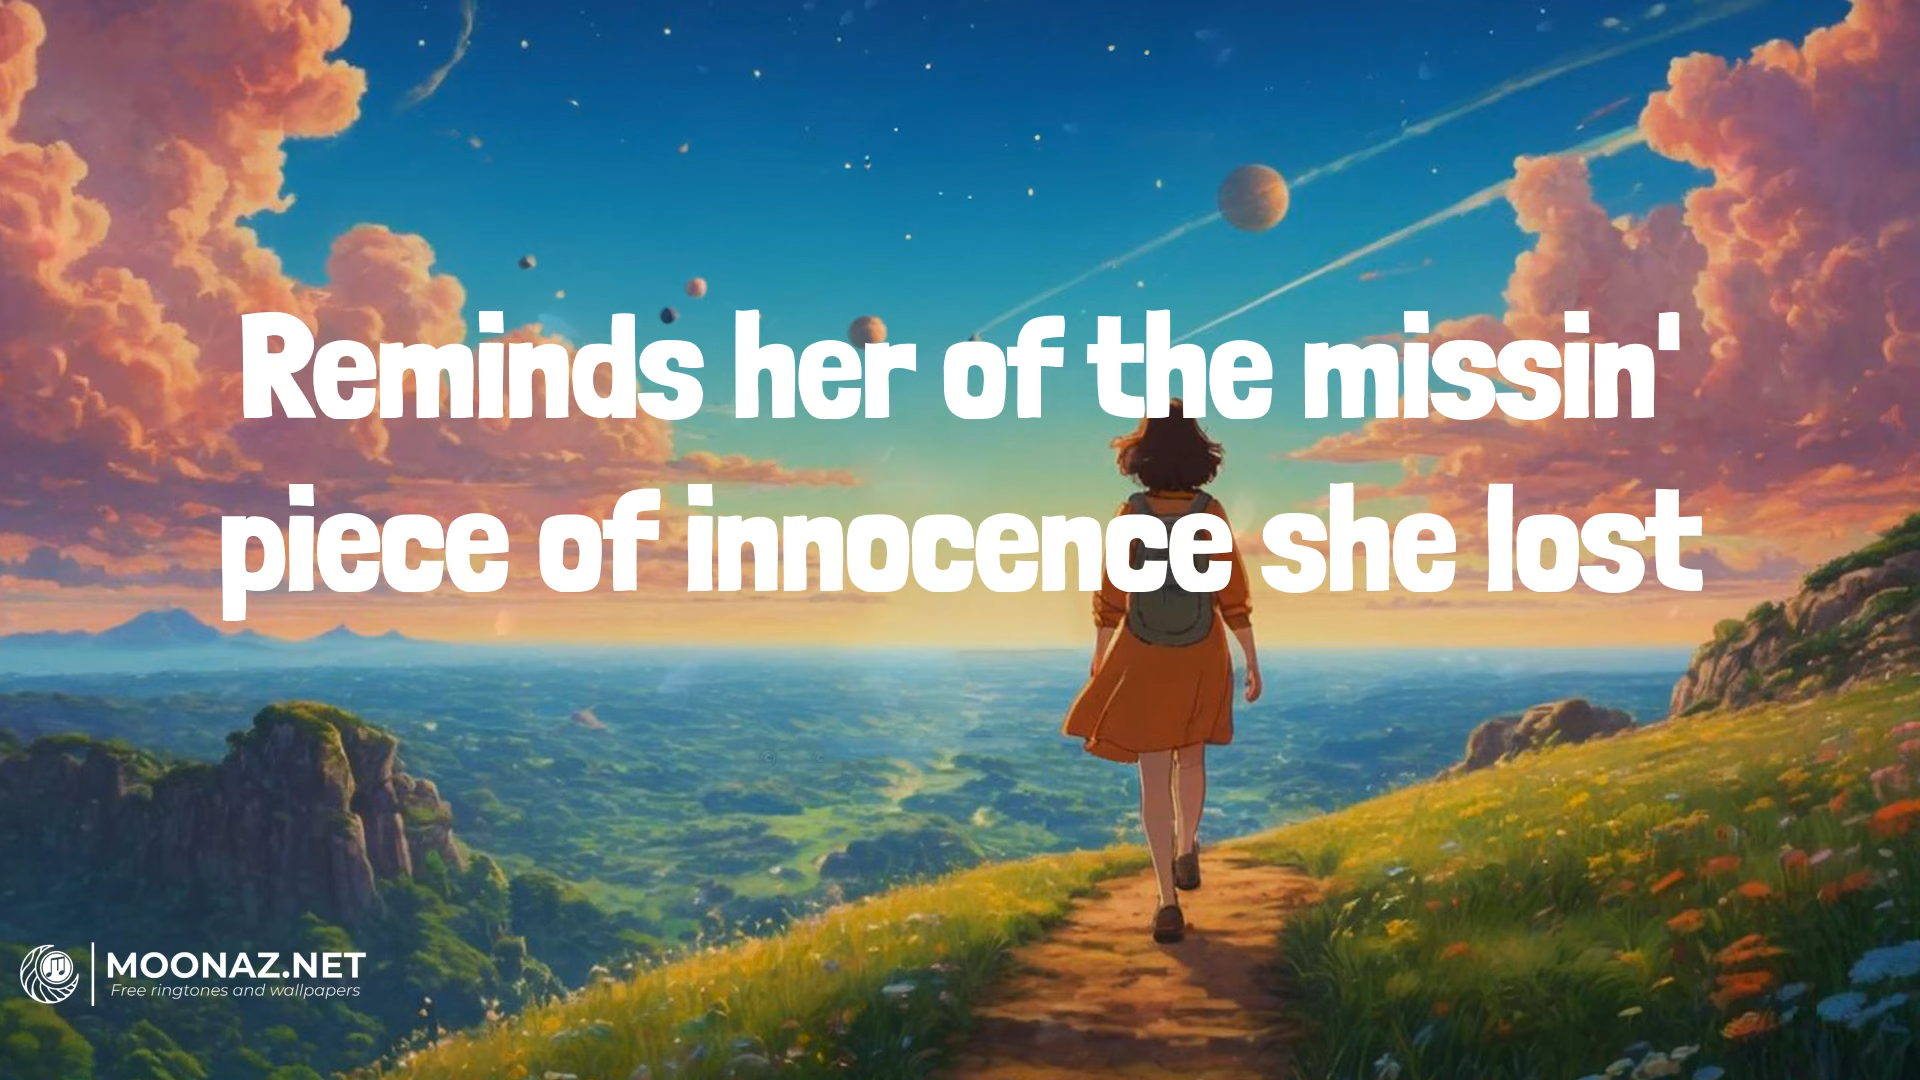 Reminds her of the missin'
piece of innocence she lost
MOONAZ.NET
Free ringtones and wallpapers